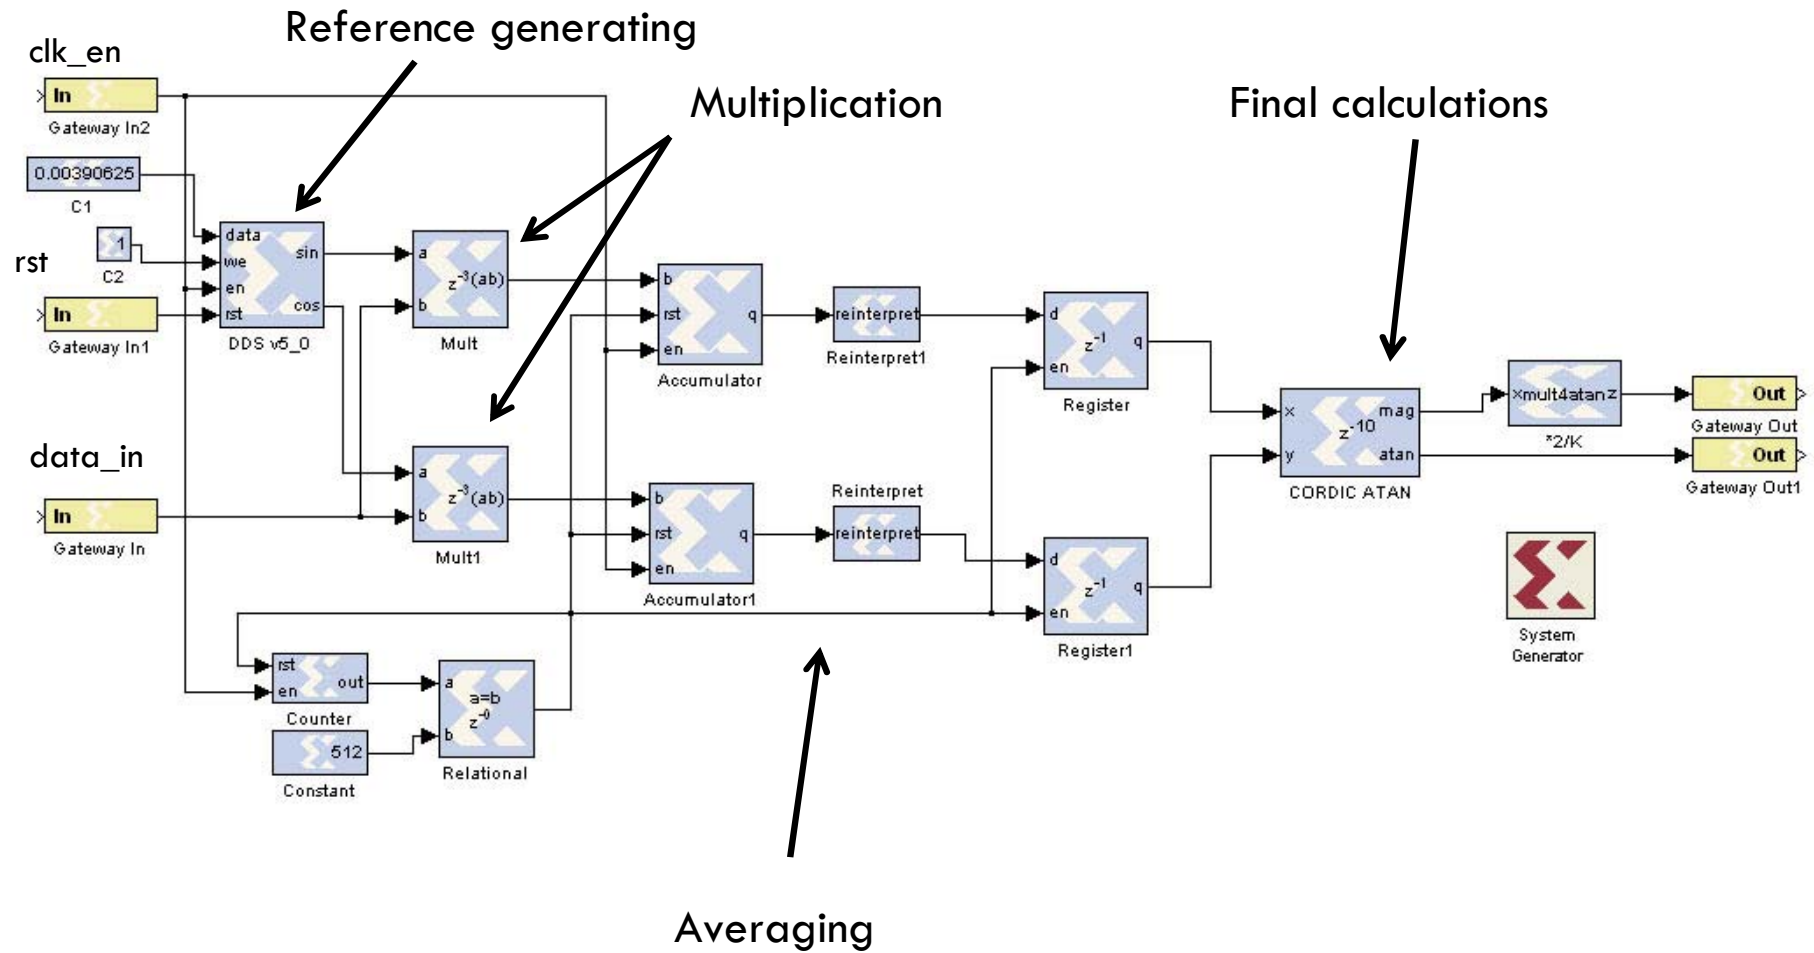 Reference generating
clk_en
In
Gateway In2
Multiplication
Final calculations
0.00390625
C1
1
C2
rst
In
Gateway In1
data
we
en
rst
sin
cos
DDS v5_0
a
b
z⁻³(ab)
Mult
b
rst
en
q
Accumulator
reinterpret
Reinterpret1
d
en
z⁻¹
q
Register
x
y
z⁻¹⁰
mag
atan
CORDIC ATAN
xmult4atanz
*2/K
Out
Gateway Out
Out
Gateway Out1
data_in
In
Gateway In
a
b
z⁻³(ab)
Mult1
b
rst
en
q
Accumulator1
Reinterpret
reinterpret
d
en
z⁻¹
q
Register1
System
Generator
rst
en
out
Counter
512
Constant
a
b
a=b
z⁻⁰
Relational
Averaging